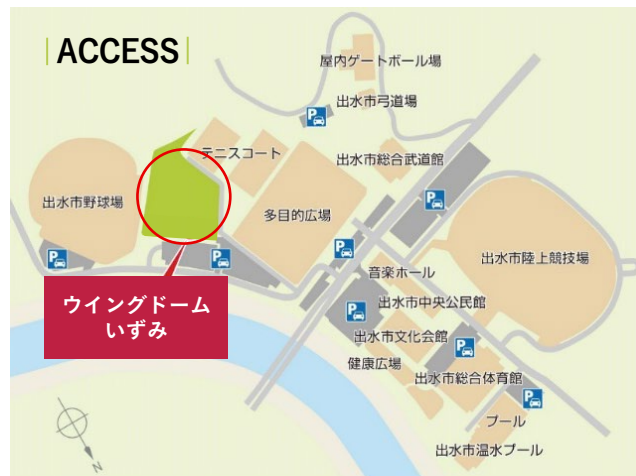 ACCESS
屋内ゲートボール場
出水市弓道場
テニスコート
出水市総合武道館
出水市野球場
多目的広場
出水市陸上競技場
音楽ホール
ウイングドーム
いずみ
出水市中央公民館
出水市文化会館
健康広場
出水市総合体育館
プール
出水市温水プール
P
P
P
P
P
P
P
P
N